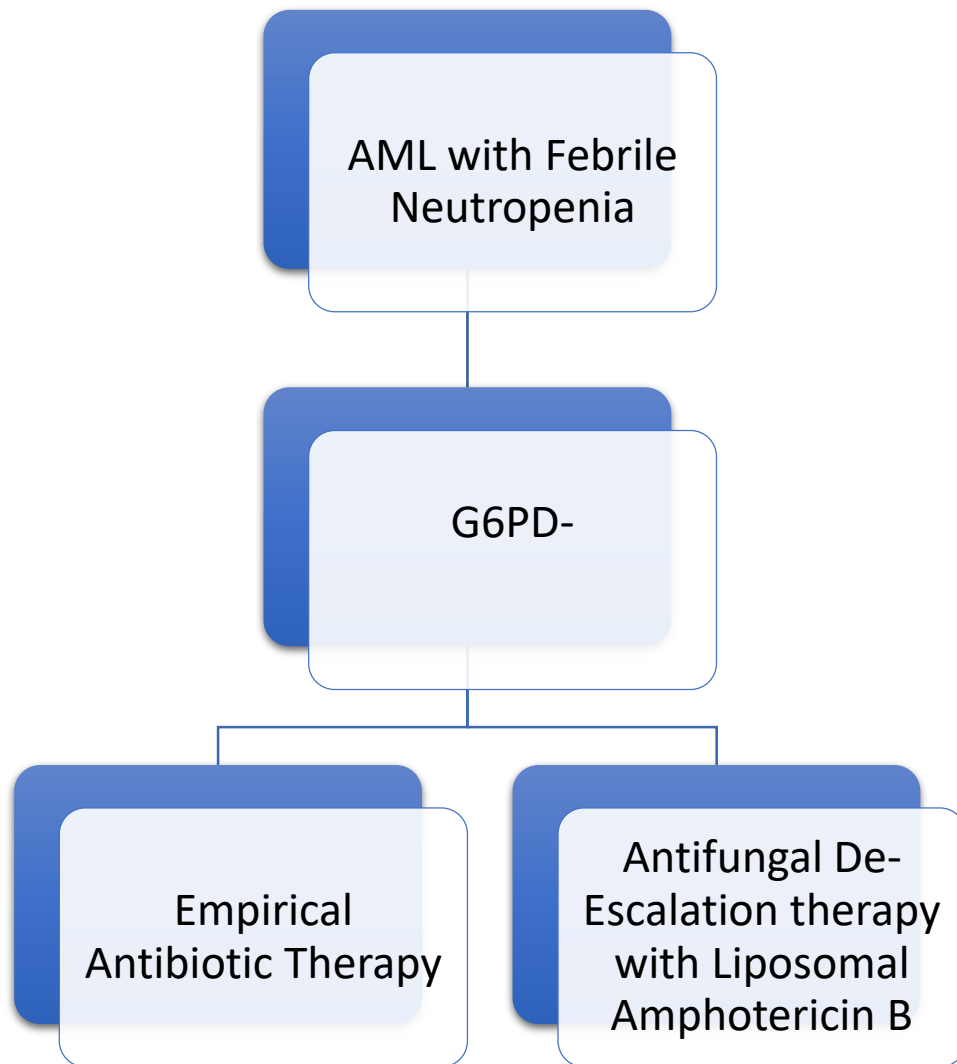 AML with Febrile
Neutropenia
G6PD-
Empirical
Antibiotic Therapy
Antifungal De-
Escalation therapy
with Liposomal
Amphotericin B